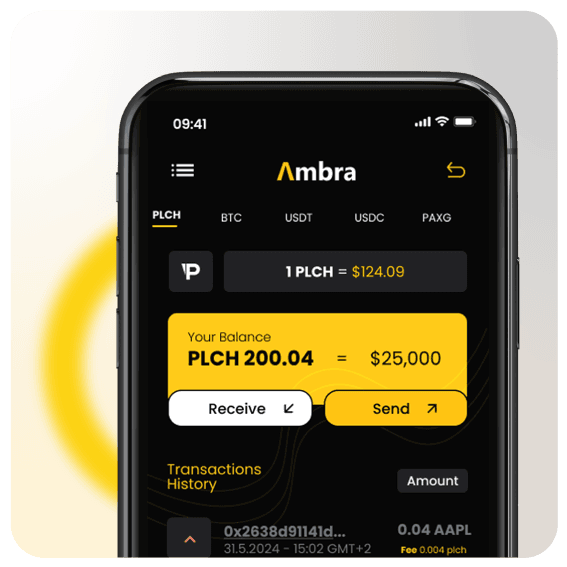 09:41
Ambra
PLCH BTC USDT USDC PAXG
1 PLCH = $124.09
Your Balance
PLCH 200.04 = $25,000
Receive Send
Transactions
History
Amount
0x2638d91141d... 0.04 AAPL
31.5.2024 - 15:02 GMT+2 Fee 0.004 plch